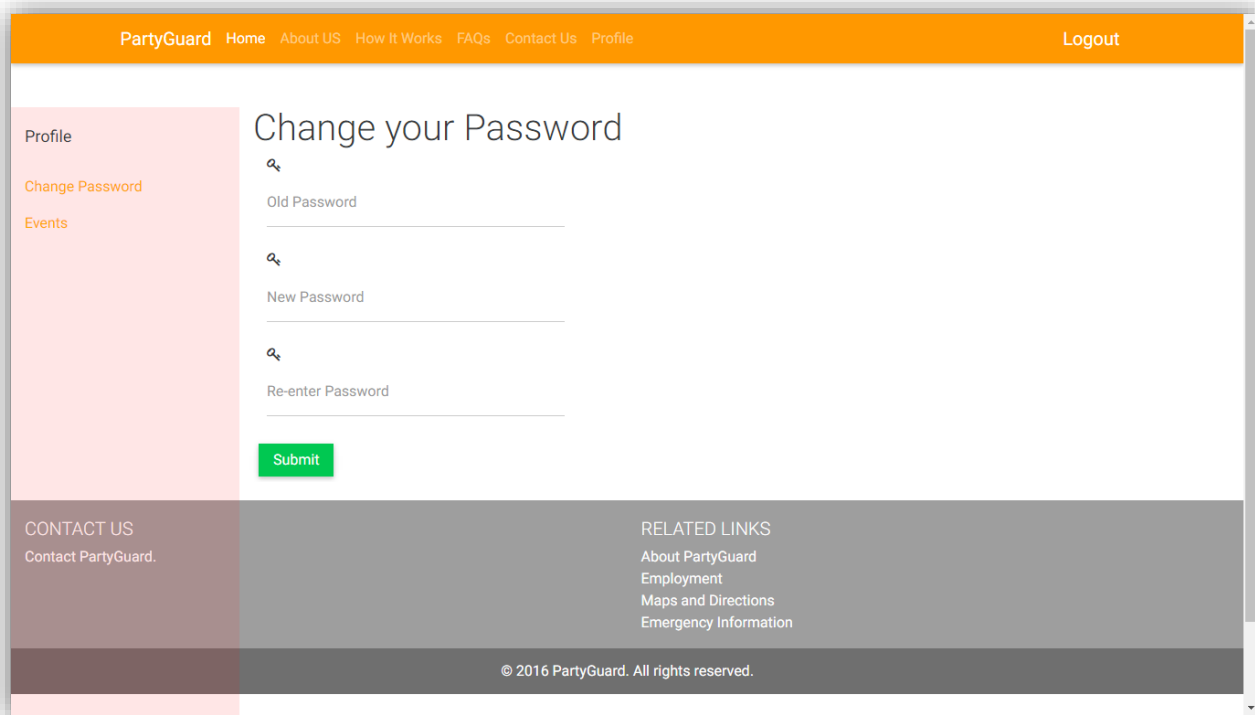 PartyGuard Home About US How It Works FAQs Contact Us Profile Logout
Profile
Change Password
Events
Change your Password
Old Password
New Password
Re-enter Password
Submit
CONTACT US
Contact PartyGuard.
RELATED LINKS
About PartyGuard
Employment
Maps and Directions
Emergency Information
© 2016 PartyGuard. All rights reserved.